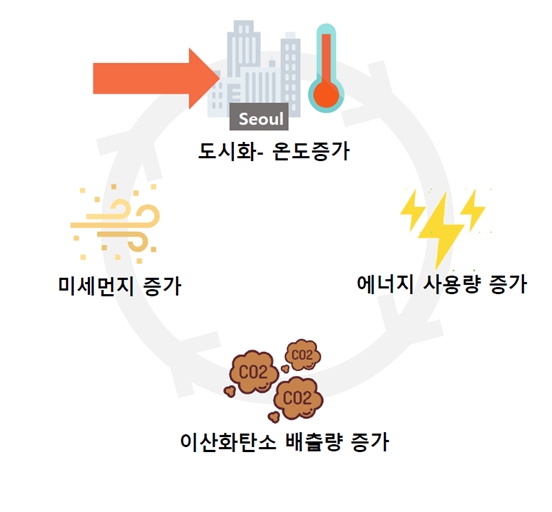 Seoul
도시화- 온도증가
미세먼지 증가
에너지 사용량 증가
CO2
CO2
CO2
이산화탄소 배출량 증가